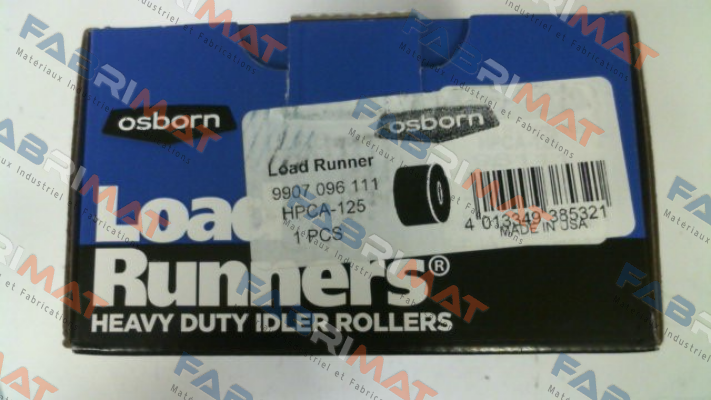 osborn
osborn
Load Runner
9907 096 111
HPCA-125
1 PCS
4 013349 385321
MADE IN USA
Load
Runners®
HEAVY DUTY IDLER ROLLERS
FABRIMAT
Materiaux Industriel et Fabrications